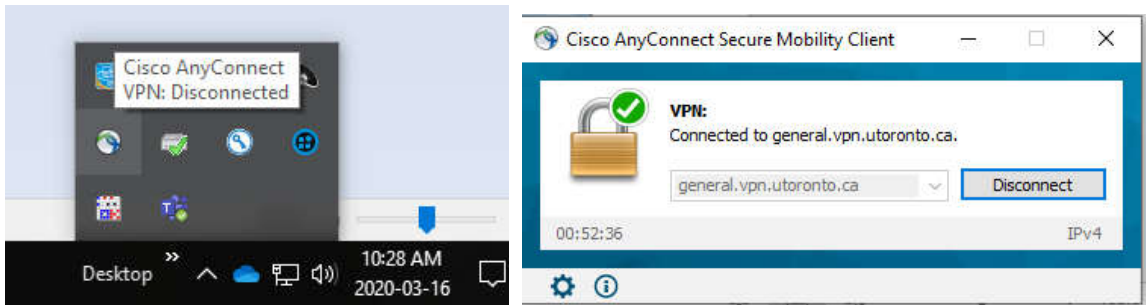 Cisco AnyConnect
VPN: Disconnected
Desktop
10:28 AM
2020-03-16
Cisco AnyConnect Secure Mobility Client
VPN:
Connected to general.vpn.utoronto.ca.
general.vpn.utoronto.ca
Disconnect
00:52:36
IPv4